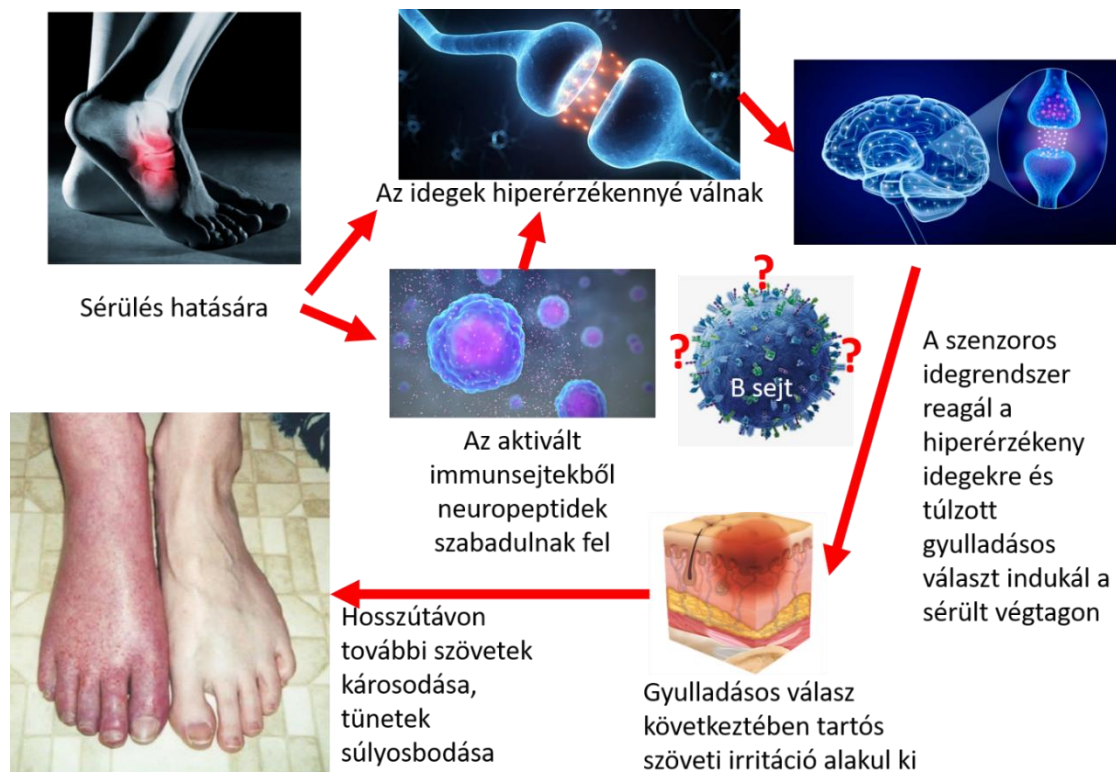 Az idegek hiperérzékennyé válnak
Sérülés hatására
?
?
?
B sejt
Az aktivált
immunsejtekből
neuropeptidek
szabadulnak fel
A szenzoros
idegrendszer
reagál a
hiperérzékeny
idegekre és
túlzott
gyulladásos
választ indukál a
sérült végtagon
Gyulladásos válasz
következtében tartós
szöveti irritáció alakul ki
Hosszútávon
további szövetek
károsodása,
tünetek
súlyosbodása